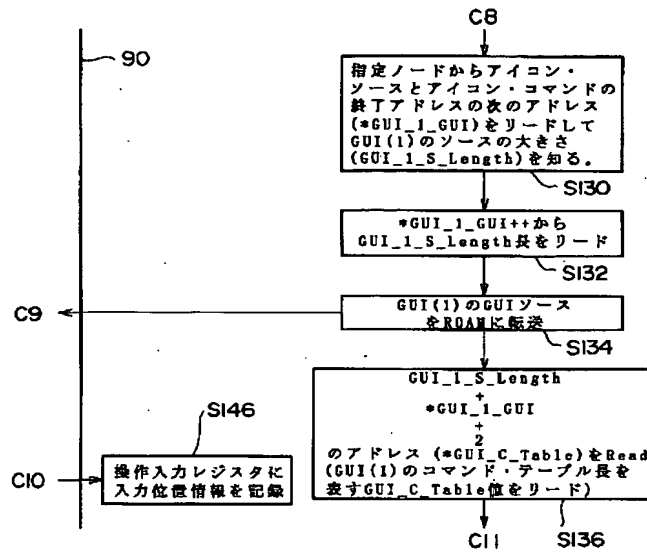 C8
90
指定ノードからアイコン・
ソースとアイコン・コマンドの
終了アドレスの次のアドレス
(*GUI_1_GUI)をリードして
GUI(1)のソースの大きさ
(GUI_1_S_Length)を知る。
S130
*GUI_1_GUI++から
GUI_1_S_Length長をリード
S132
C9
GUI(1)のGUIソース
をROAMに転送
S134
GUI_1_S_Length
+
*GUI_1_GUI
+
2
のアドレス (*GUI_C_Table)をRead
(GUI(1)のコマンド・テーブル長を
表すGUI_C_Table値をリード)
S136
S146
C10
操作入力レジスタに
入力位置情報を記録
C11